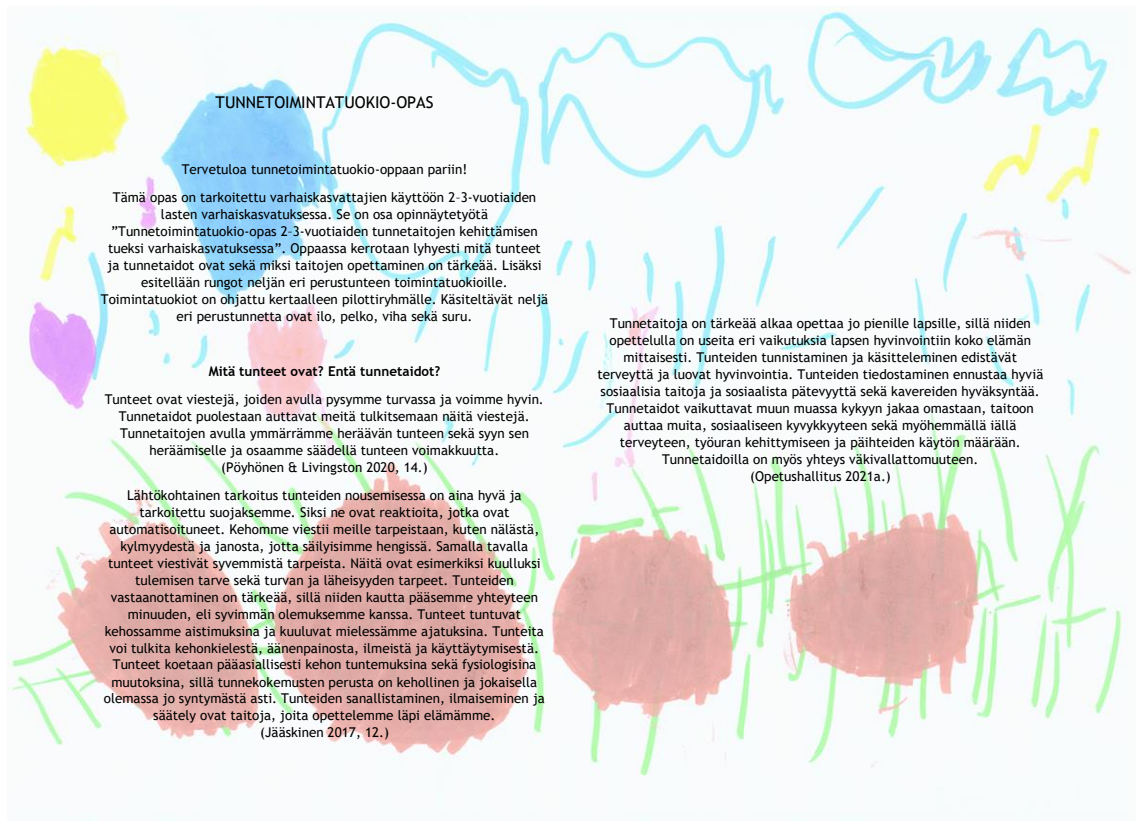 TUNNETOIMINTATUOKIO-OPAS
Tervetuloa tunnetoimintatuokio-oppaan pariin!
Tämä opas on tarkoitettu varhaiskasvattajien käyttöön 2–3-vuotiaiden
lasten varhaiskasvatuksessa. Se on osa opinnäytetyötä
”Tunnetoimintatuokio-opas 2–3-vuotiaiden tunnetaitojen kehittämisen
tueksi varhaiskasvatuksessa”. Oppaassa kerrotaan lyhyesti mitä tunteet
ja tunnetaidot ovat sekä miksi taitojen opettaminen on tärkeää. Lisäksi
esitellään rungot neljän eri perustunteen toimintatuokioille.
Toimintatuokiot on ohjattu kertaalleen pilottiryhmälle. Käsiteltävät neljä
eri perustunnetta ovat ilo, pelko, viha sekä suru.
Mitä tunteet ovat? Entä tunnetaidot?
Tunteet ovat viestejä, joiden avulla pysymme turvassa ja voimme hyvin.
Tunnetaidot puolestaan auttavat meitä tulkitsemaan näitä viestejä.
Tunnetaitojen avulla ymmärrämme heräävän tunteen sekä syyn sen
heräämiselle ja osaamme säädellä tunteen voimakkuutta.
(Pöyhönen & Livingston 2020, 14.)
Lähtökohtainen tarkoitus tunteiden nousemisessa on aina hyvä ja
tarkoitettu suojaksemme. Siksi ne ovat reaktioita, jotka ovat
automatisoituneet. Kehomme viestii meille tarpeistaan, kuten nälästä,
kylmyydestä ja janosta, jotta säilyisimme hengissä. Samalla tavalla
tunteet viestivät syvemmistä tarpeista. Näitä ovat esimerkiksi kuulluksi
tulemisen tarve sekä turvan ja läheisyyden tarpeet. Tunteiden
vastaanottaminen on tärkeää, sillä niiden kautta pääsemme yhteyteen
minuuden, eli syvimmän olemuksemme kanssa. Tunteet tuntuvat
kehossamme aistimuksina ja kuuluvat mielessämme ajatuksina. Tunteita
voi tulkita kehonkielestä, äänenpainosta, ilmeistä ja käyttäytymisestä.
Tunteet koetaan pääasiallisesti kehon tuntemuksina sekä fysiologisina
muutoksina, sillä tunnekokemusten perusta on kehollinen ja jokaisella
olemassa jo syntymästä asti. Tunteiden sanallistaminen, ilmaiseminen ja
säätely ovat taitoja, joita opettelemme läpi elämämme.
(Jääskinen 2017, 12.)
Tunnetaitoja on tärkeää alkaa opettaa jo pienille lapsille, sillä niiden
opettelulla on useita eri vaikutuksia lapsen hyvinvointiin koko elämän
mittaisesti. Tunteiden tunnistaminen ja käsitteleminen edistävät
terveyttä ja luovat hyvinvointia. Tunteiden tiedostaminen ennustaa hyviä
sosiaalisia taitoja ja sosiaalista pätevyyttä sekä kavereiden hyväksyntää.
Tunnetaidot vaikuttavat muun muassa kykyyn jakaa omastaan, taitoon
auttaa muita, sosiaaliseen kyvykkyyteen sekä myöhemmällä iällä
terveyteen, työuran kehittymiseen ja päihteiden käytön määrään.
Tunnetaidoilla on myös yhteys väkivallattomuuteen.
(Opetushallitus 2021a.)